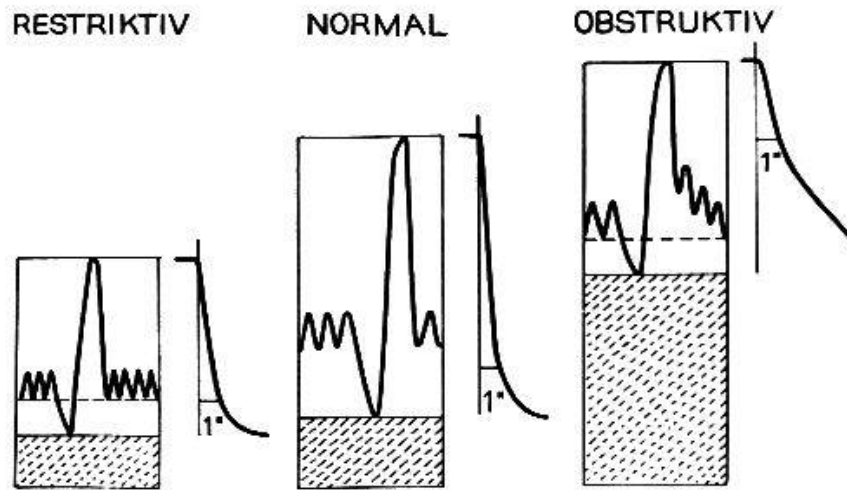 RESTRIKTIV
NORMAL
OBSTRUKTIV
1"
1"
1"